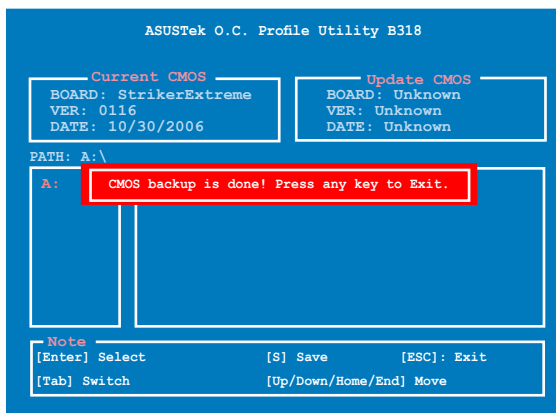 ASUSTek O.C. Profile Utility B318
Current CMOS
BOARD: StrikerExtreme
VER: 0116
DATE: 10/30/2006
Update CMOS
BOARD: Unknown
VER: Unknown
DATE: Unknown
PATH: A:\
A:
CMOS backup is done! Press any key to Exit.
Note
[Enter] Select [S] Save [ESC]: Exit
[Tab] Switch [Up/Down/Home/End] Move